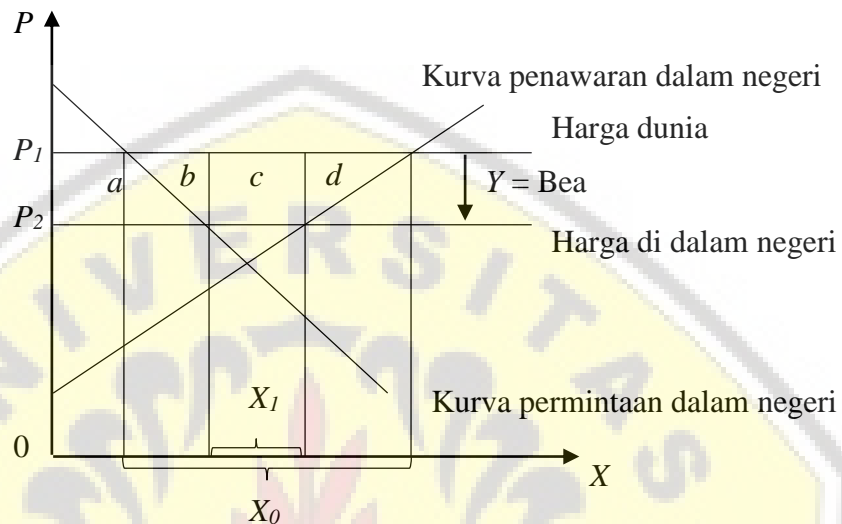 P
Kurva penawaran dalam negeri
Harga dunia
P1
a b c d
Y = Bea
P2
Harga di dalam negeri
X1
Kurva permintaan dalam negeri
0
X
X0
UNIVERSITAS